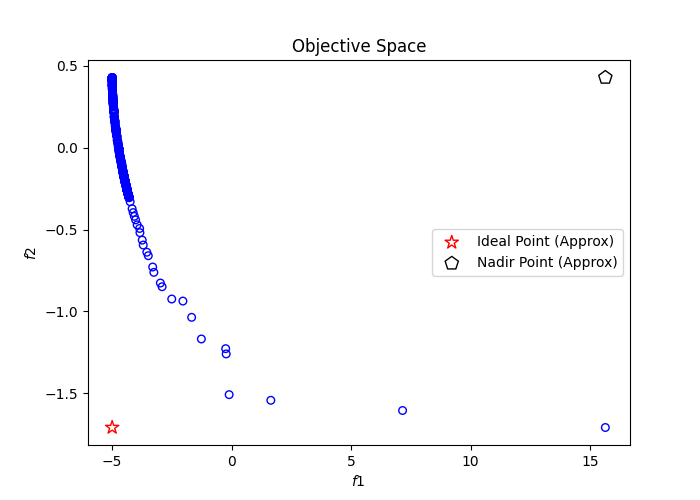 Objective Space
0.5
0.0
−0.5
−1.0
−1.5
f2
Ideal Point (Approx)
Nadir Point (Approx)
−5
0
5
10
15
f1